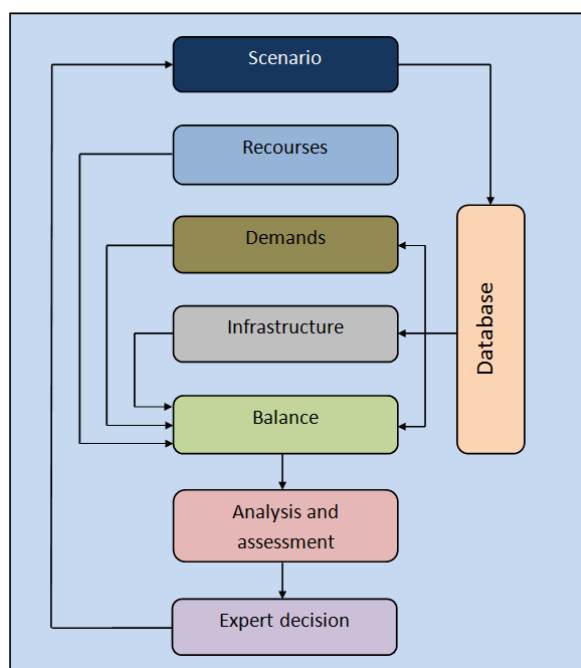 Scenario
Recourses
Demands
Infrastructure
Database
Balance
Analysis and
assessment
Expert decision